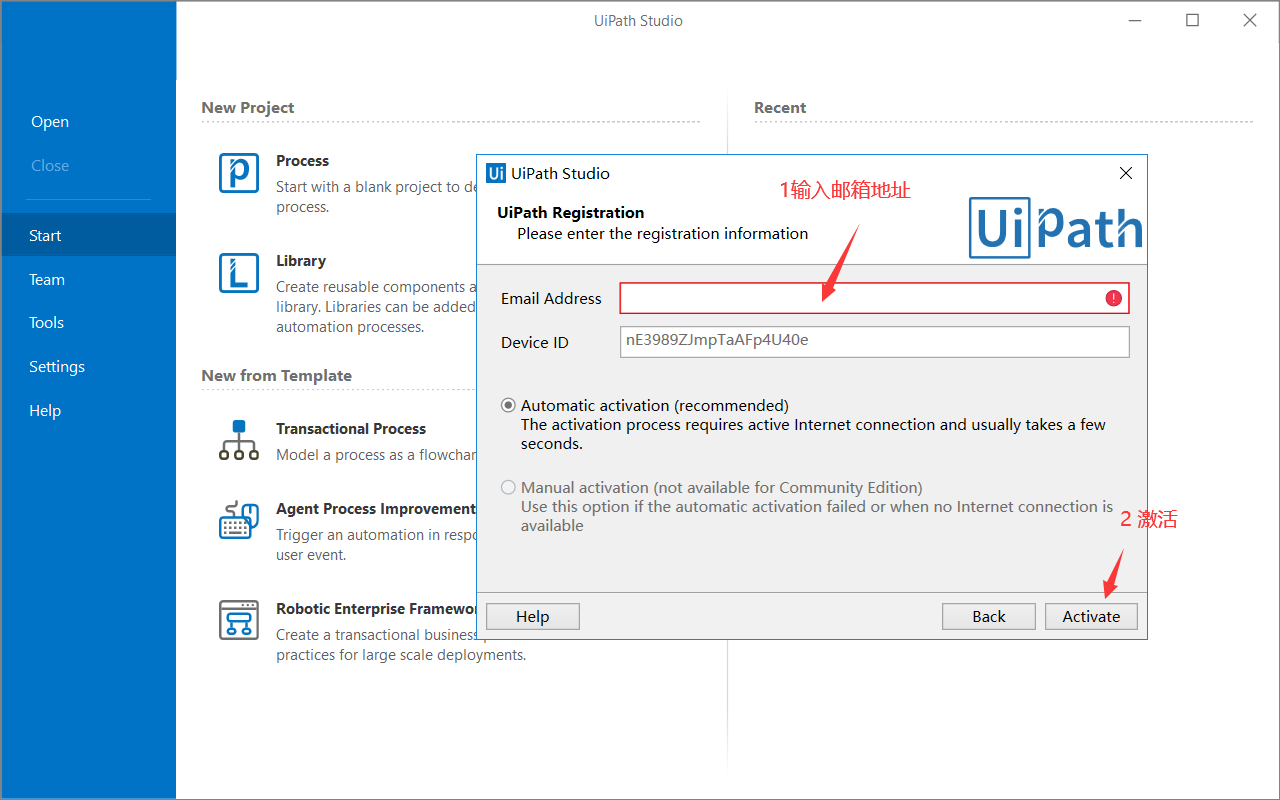 UiPath Studio
Open
Close
Start
Team
Tools
Settings
Help
New Project
Process
Start with a blank project to de
process.
Library
Create reusable components a
library. Libraries can be added
automation processes.
New from Template
Transactional Process
Model a process as a flowchar
Agent Process Improvement
Trigger an automation in resp
user event.
Robotic Enterprise Framewo
Create a transactional business
practices for large scale deployments.
Recent
Ui UiPath Studio
1输入邮箱地址
UiPath Registration
Please enter the registration information
UiPath
Email Address
Device ID
nE3989ZJmpTaAFp4U40e
Automatic activation (recommended)
The activation process requires active Internet connection and usually takes a few
seconds.
Manual activation (not available for Community Edition)
Use this option if the automatic activation failed or when no Internet connection is
available
2 激活
Help
Back
Activate